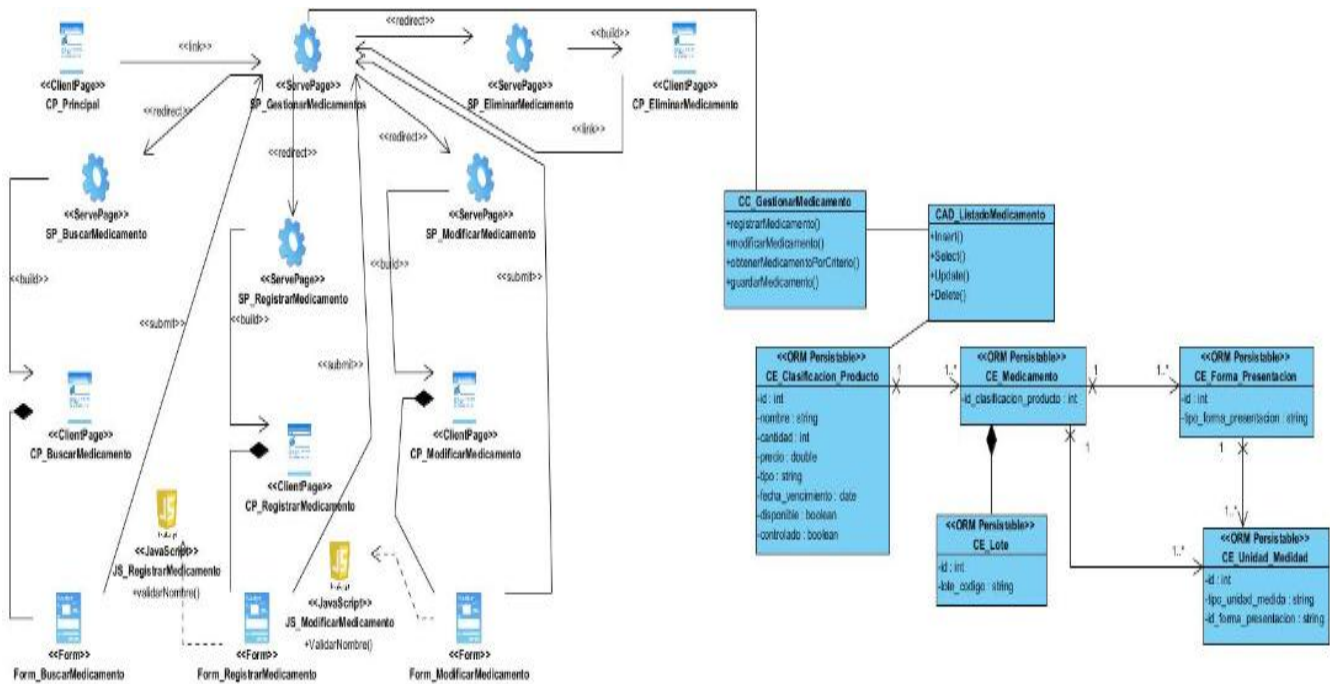 <<redirect>>
<<build>>
<<link>>
<<ClientPage>>
CP_Principal
<<ServePage>>
SP_GestionarMedicamentos
<<ServePage>>
SP_EliminarMedicamento
<<ClientPage>>
CP_EliminarMedicamento
<<redirect>>
<<redirect>>
<<redirect>>
<<link>>
<<ServePage>>
SP_BuscarMedicamento
<<ServePage>>
SP_ModificarMedicamento
<<build>>
<<ServePage>>
SP_RegistrarMedicamento
<<build>>
<<build>>
<<submit>>
<<submit>>
<<submit>>
<<ClientPage>>
CP_BuscarMedicamento
<<ClientPage>>
CP_RegistrarMedicamento
<<ClientPage>>
CP_ModificarMedicamento
JS
<<JavaScript>>
JS_RegistrarMedicamento
+validarNombre()
JS
<<JavaScript>>
JS_ModificarMedicamento
+ValidarNombre()
<<Form>>
Form_BuscarMedicamento
<<Form>>
Form_RegistrarMedicamento
<<Form>>
Form_ModificarMedicamento
CC_GestionarMedicamento
+registrarMedicamento()
+modificarMedicamento()
+obtenerMedicamentoPorCriterio()
+guardarMedicamento()
CAD_ListadoMedicamento
+Insert()
+Select()
+Update()
+Delete()
<<ORM Persistable>>
CE_Clasificacion_Producto
-id : int
-nombre : string
-cantidad : int
-precio : double
-tipo : string
-fecha_vencimiento : date
-disponible : boolean
-controlado : boolean
1
1..*
<<ORM Persistable>>
CE_Medicamento
-id_clasificacion_producto : int
1
1..*
<<ORM Persistable>>
CE_Forma_Presentacion
-id : int
-tipo_forma_presentacion : string
1
1
1..*
1..*
<<ORM Persistable>>
CE_Lote
-id : int
-lote_codigo : string
<<ORM Persistable>>
CE_Unidad_Medidad
-id : int
-tipo_unidad_medida : string
-id_forma_presentacion : string